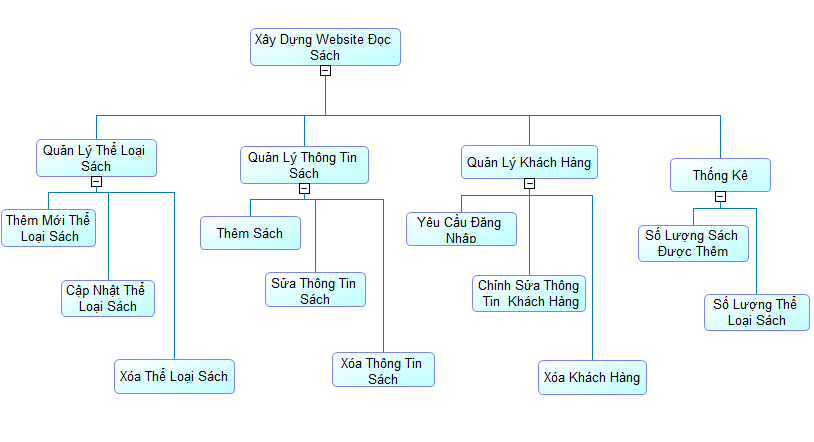 Xây Dựng Website Đọc
Sách
Quản Lý Thể Loại
Sách
Quản Lý Thông Tin
Sách
Quản Lý Khách Hàng
Thống Kê
Thêm Mới Thể
Loại Sách
Cập Nhật Thể
Loại Sách
Xóa Thể Loại Sách
Thêm Sách
Sửa Thông Tin
Sách
Xóa Thông Tin
Sách
Yêu Cầu Đăng
Nhập
Chỉnh Sửa Thông
Tin Khách Hàng
Xóa Khách Hàng
Số Lượng Sách
Được Thêm
Số Lượng Thể
Loại Sách